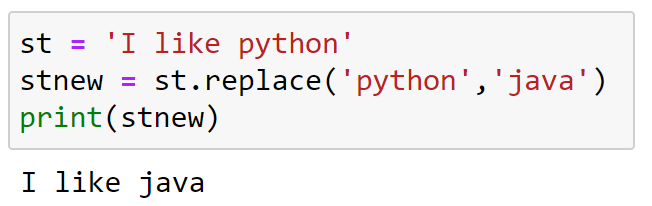 st = 'I like python'
stnew = st.replace('python','java')
print(stnew)
I like java